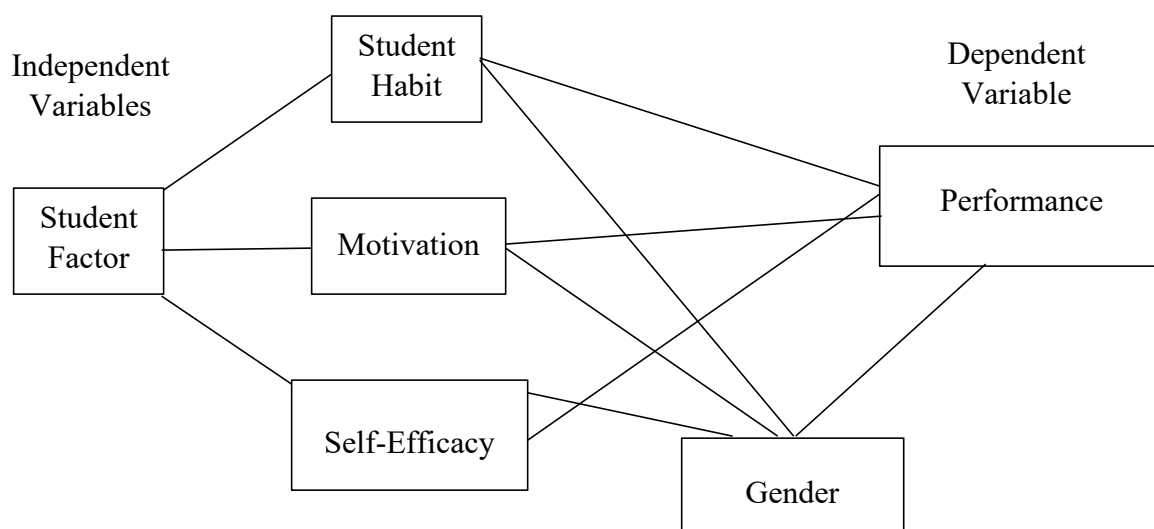 Independent
Variables
Student
Habit
Dependent
Variable
Student
Factor
Motivation
Performance
Self-Efficacy
Gender